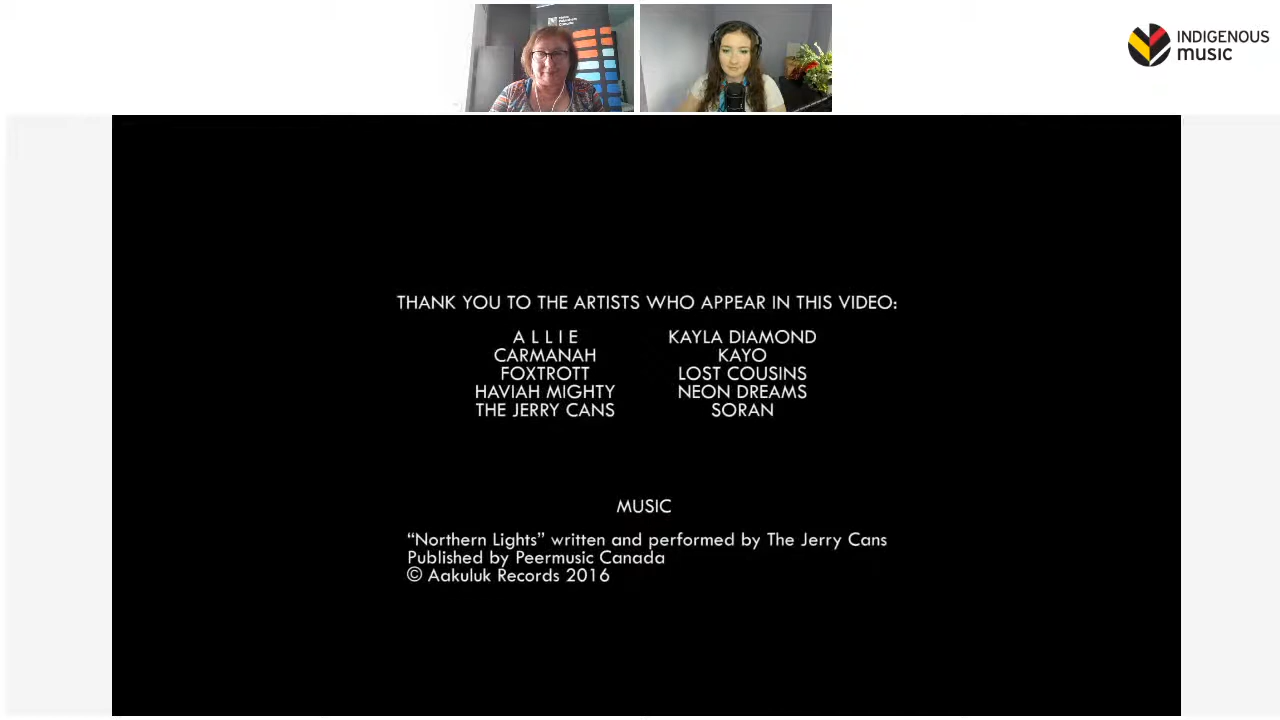 INDIGENOUS
MUSIC
THANK YOU TO THE ARTISTS WHO APPEAR IN THIS VIDEO:
A L L I E
CARMANAH
FOXTROTT
HAVIAH MIGHTY
THE JERRY CANS
KAYLA DIAMOND
KAYO
LOST COUSINS
NEON DREAMS
SORAN
MUSIC
“Northern Lights” written and performed by The Jerry Cans
Published by Peermusic Canada
© Aakuluk Records 2016